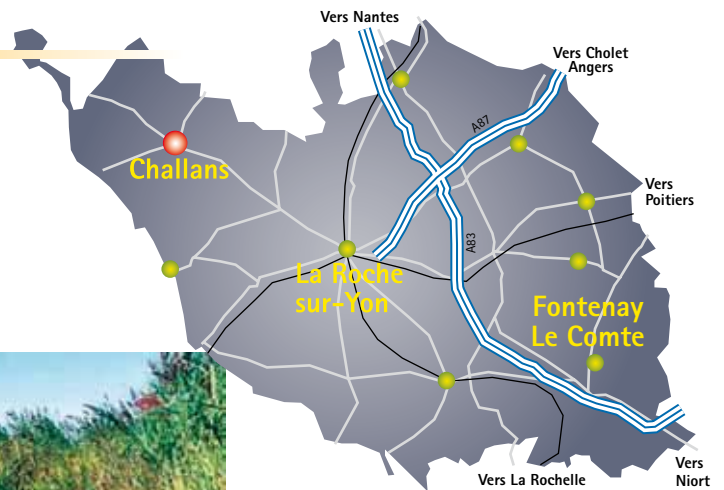 Vers Nantes
Vers Cholet
Angers
A87
Challans
Vers
Poitiers
A83
La Roche
sur-Yon
Fontenay
Le Comte
Vers La Rochelle
Vers
Niort